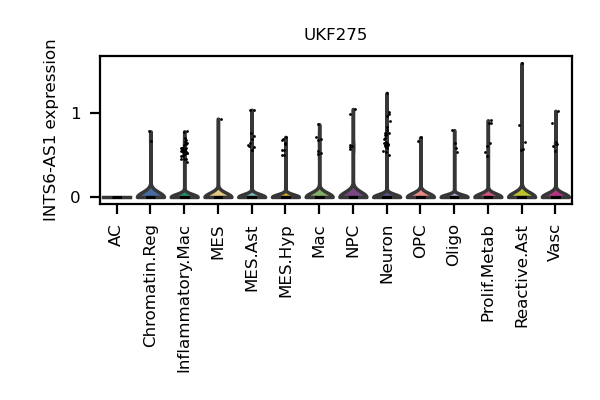 UKF275
INTS6-AS1 expression
1
0
AC
Chromatin.Reg
Inflammatory.Mac
MES
MES.Ast
MES.Hyp
Mac
NPC
Neuron
OPC
Oligo
Prolif.Metab
Reactive.Ast
Vasc